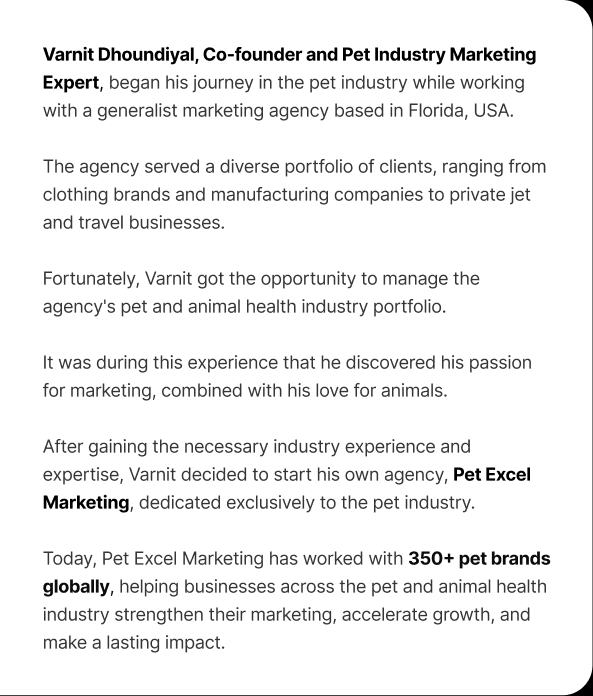 Varnit Dhoundiyal, Co-founder and Pet Industry Marketing
Expert, began his journey in the pet industry while working
with a generalist marketing agency based in Florida, USA.
The agency served a diverse portfolio of clients, ranging from
clothing brands and manufacturing companies to private jet
and travel businesses.
Fortunately, Varnit got the opportunity to manage the
agency's pet and animal health industry portfolio.
It was during this experience that he discovered his passion
for marketing, combined with his love for animals.
After gaining the necessary industry experience and
expertise, Varnit decided to start his own agency, Pet Excel
Marketing, dedicated exclusively to the pet industry.
Today, Pet Excel Marketing has worked with 350+ pet brands
globally, helping businesses across the pet and animal health
industry strengthen their marketing, accelerate growth, and
make a lasting impact.